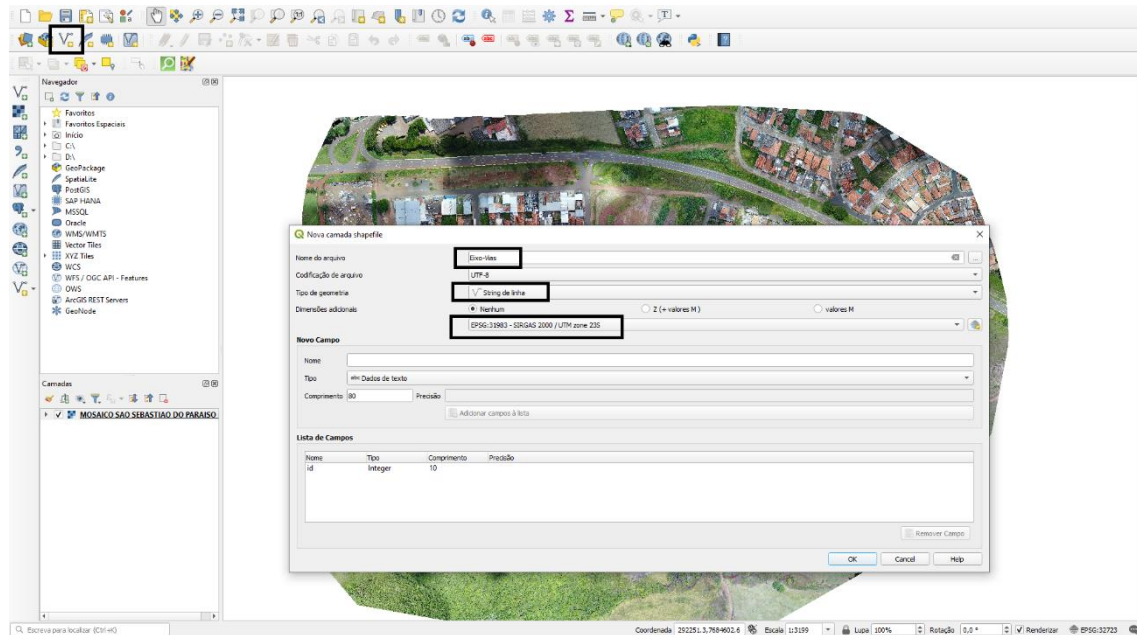 Navegador
Favoritos
Favoritos Espaciais
Início
C:\
D:\
GeoPackage
SpatiaLite
PostGIS
SAP HANA
MSSQL
Oracle
WMS/WMTS
Vector Tiles
XYZ Tiles
WCS
WFS / OGC API - Features
OWS
ArcGIS REST Servers
GeoNode
Camadas
MOSAICO SAO SEBASTIAO DO PARAISO
Nova camada shapefile
Nome do arquivo Eixo-Vias
Codificação de arquivo UTF-8
Tipo de geometria String de linha
Dimensões adicionais Nenhum Z (+ valores M) valores M
EPSG:31983 - SIRGAS 2000 / UTM zone 23S
Novo Campo
Nome
Tipo abc Dados de texto
Comprimento 80 Precisão
Adicionar campos à lista
Lista de Campos
Nome Tipo Comprimento Precisão
id Integer 10
Remover Campo
OK Cancel Help
Escreva para localizar (Ctrl+K) Coordenada 292251.3,7684602.6 Escala 1:3199 Lupa 100% Rotação 0,0 ° Renderizar EPSG:32723